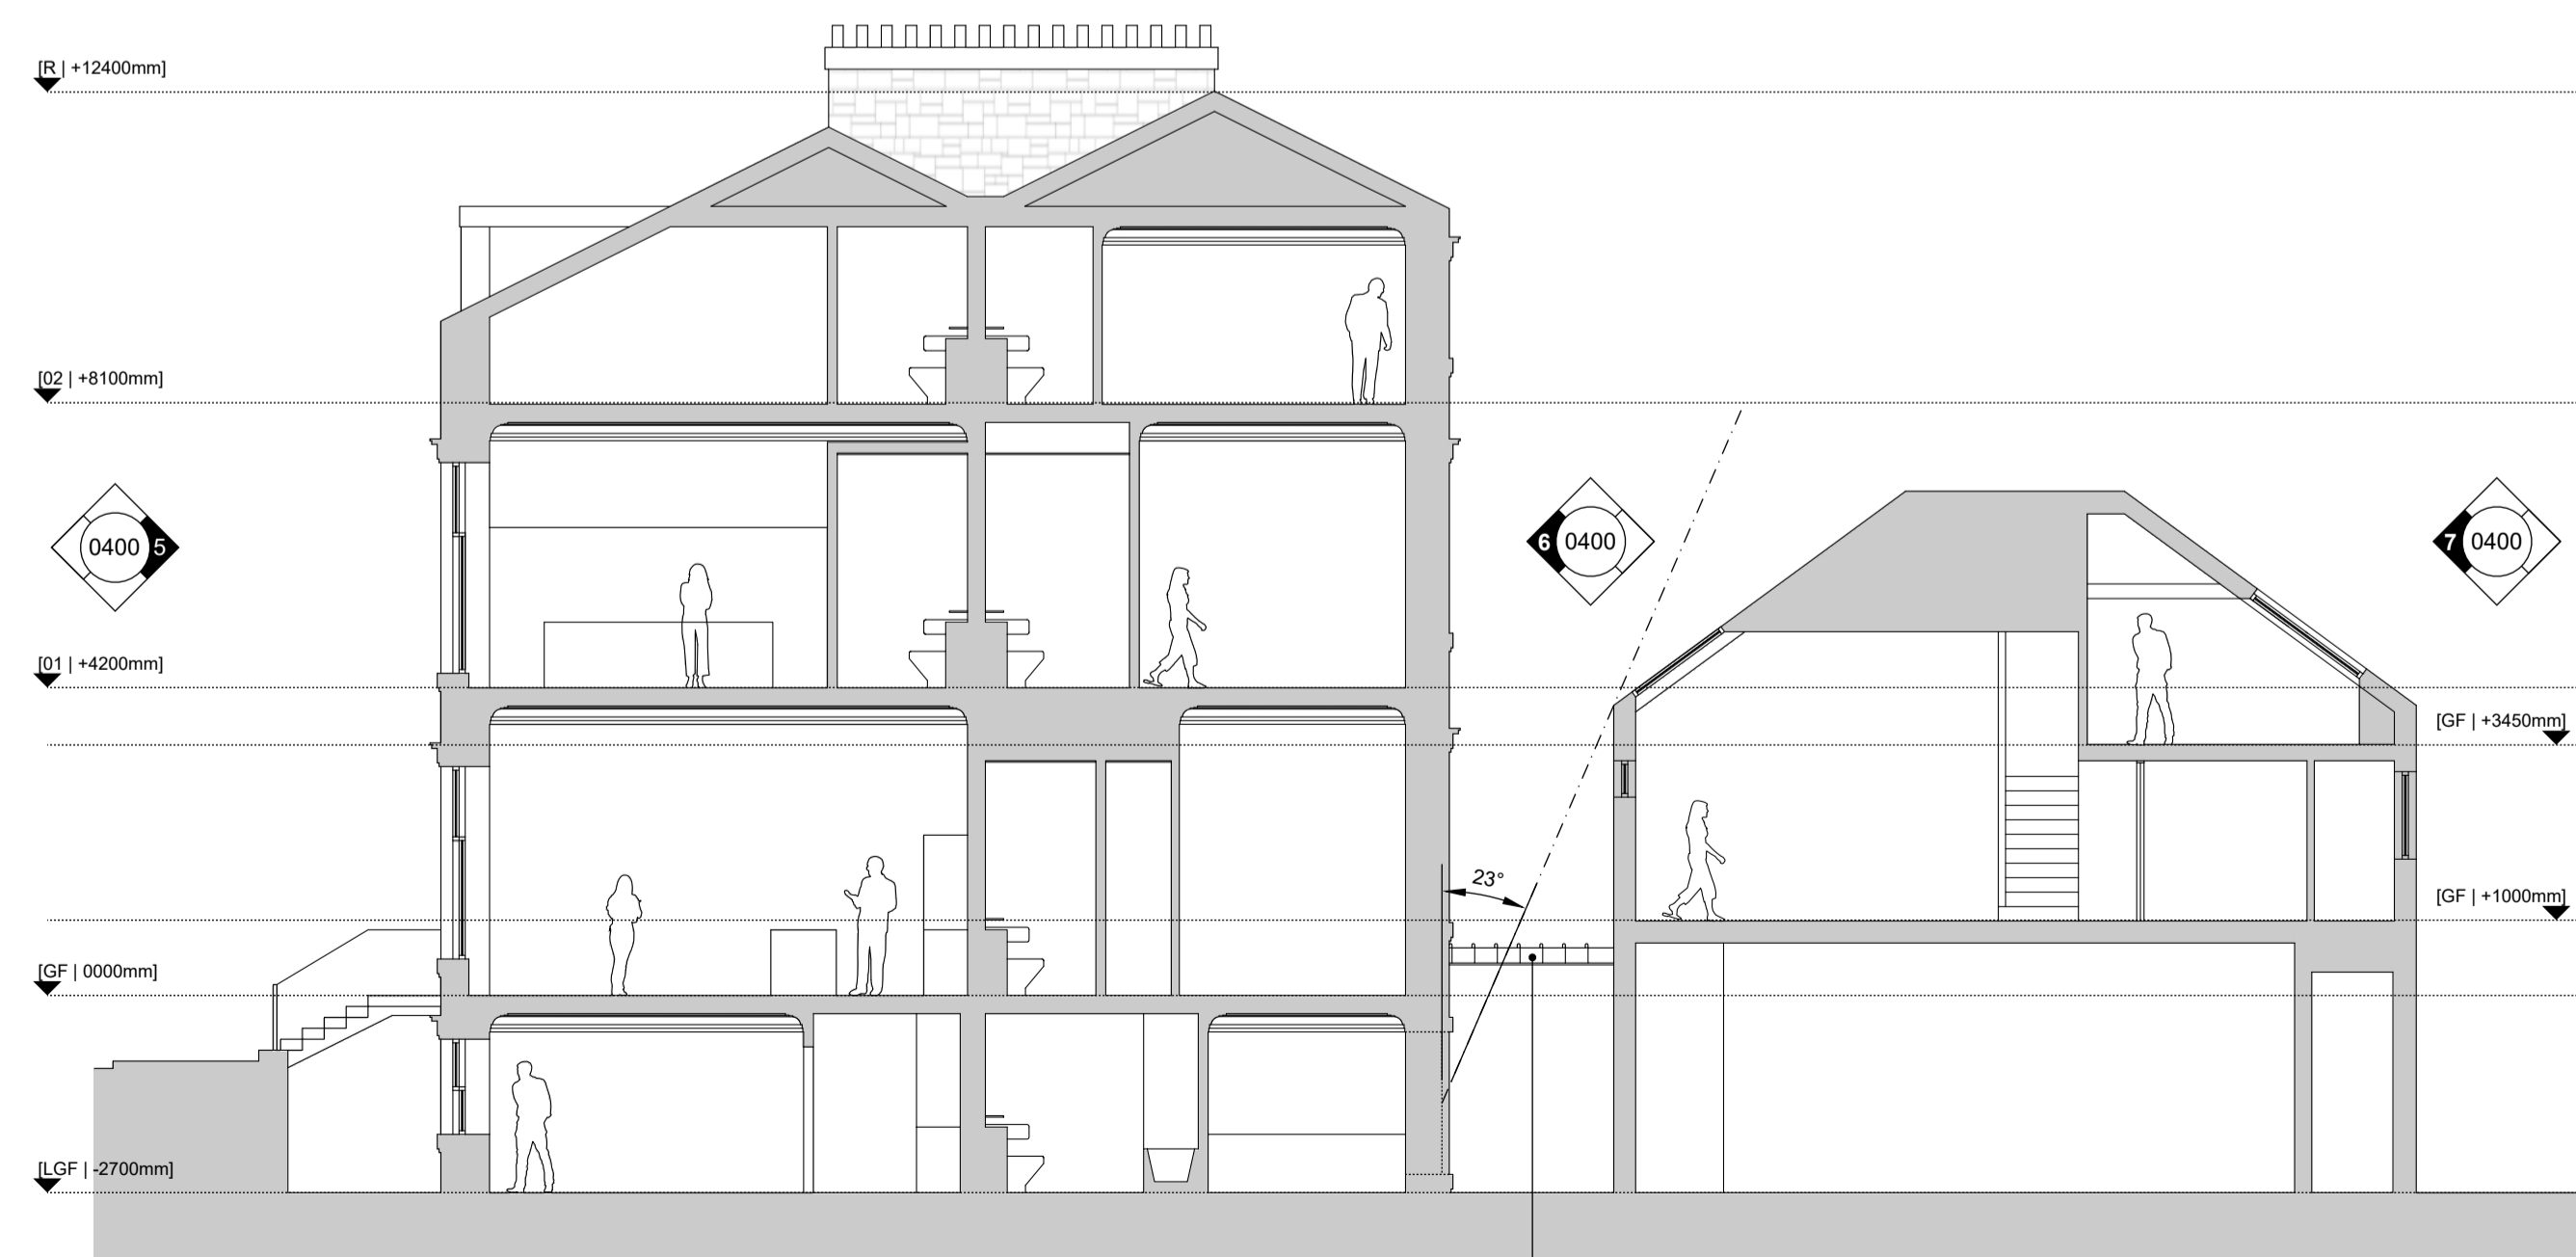 [R | +12400mm]
[02 | +8100mm]
0400 5
6 0400
7 0400
[01 | +4200mm]
[GF | +3450mm]
23°
[GF | +1000mm]
[GF | 0000mm]
[LGF | -2700mm]